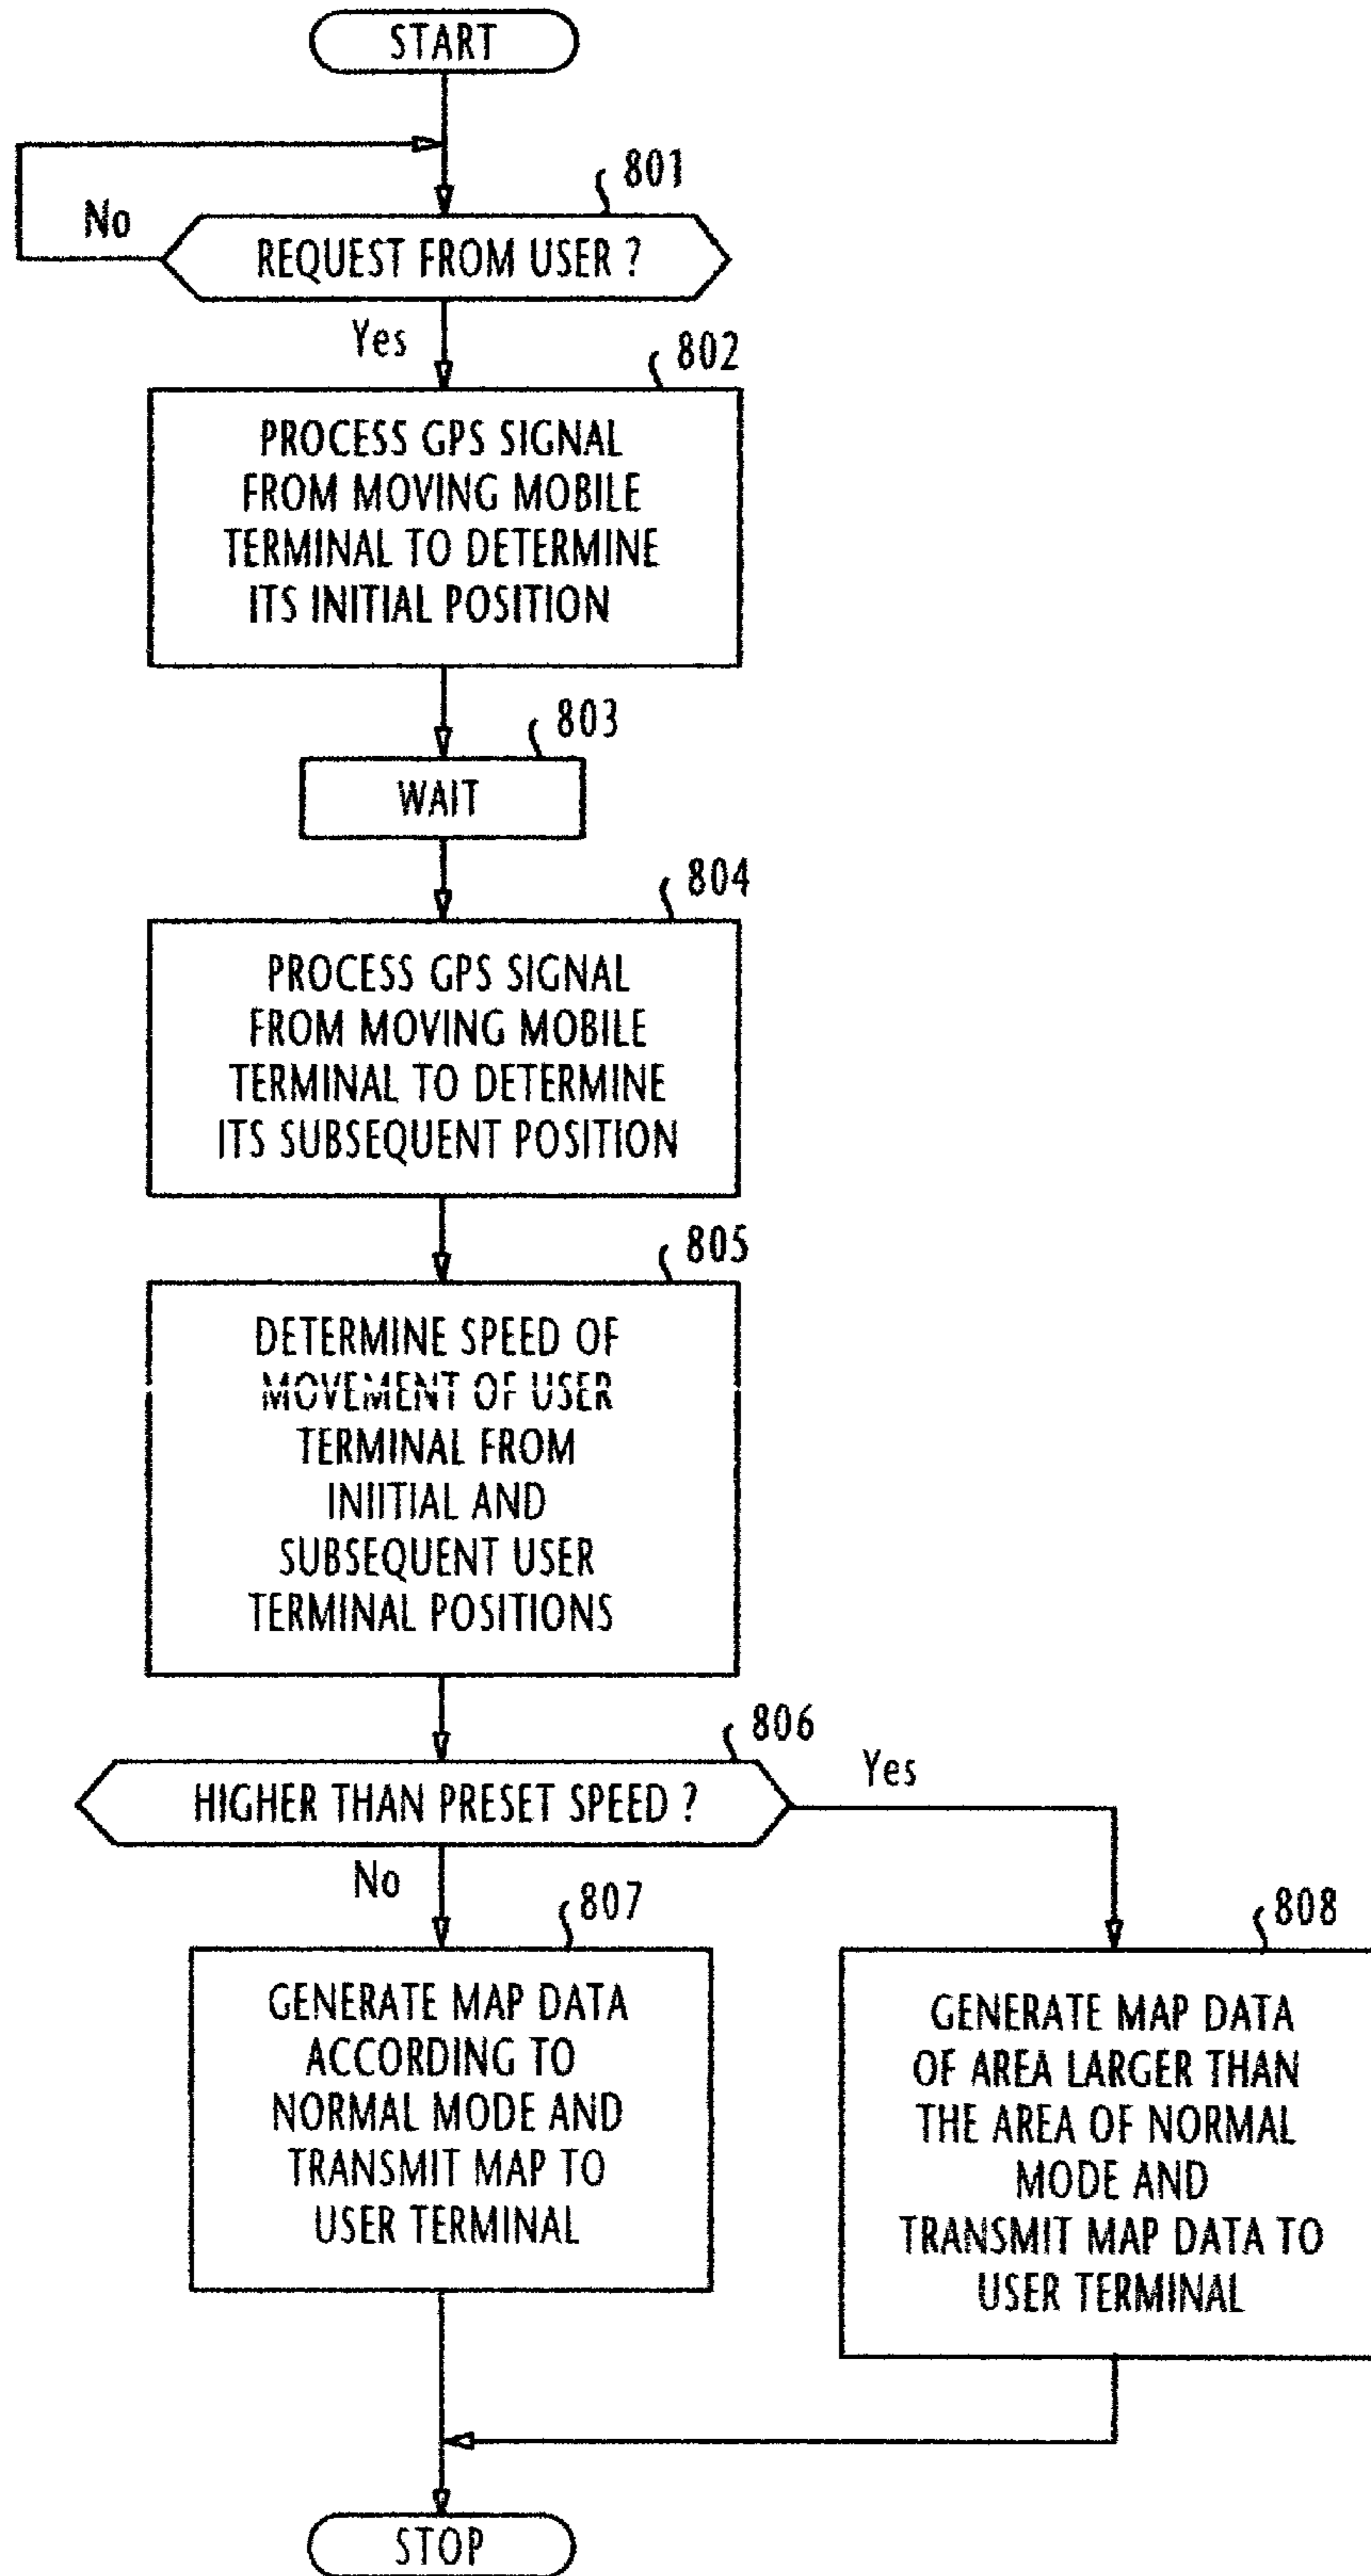 START
801
No
REQUEST FROM USER ?
Yes
802
PROCESS GPS SIGNAL
FROM MOVING MOBILE
TERMINAL TO DETERMINE
ITS INITIAL POSITION
803
WAIT
804
PROCESS GPS SIGNAL
FROM MOVING MOBILE
TERMINAL TO DETERMINE
ITS SUBSEQUENT POSITION
805
DETERMINE SPEED OF
MOVEMENT OF USER
TERMINAL FROM
INIITIAL AND
SUBSEQUENT USER
TERMINAL POSITIONS
806
HIGHER THAN PRESET SPEED ?
Yes
No
807
GENERATE MAP DATA
ACCORDING TO
NORMAL MODE AND
TRANSMIT MAP TO
USER TERMINAL
808
GENERATE MAP DATA
OF AREA LARGER THAN
THE AREA OF NORMAL
MODE AND
TRANSMIT MAP DATA TO
USER TERMINAL
STOP